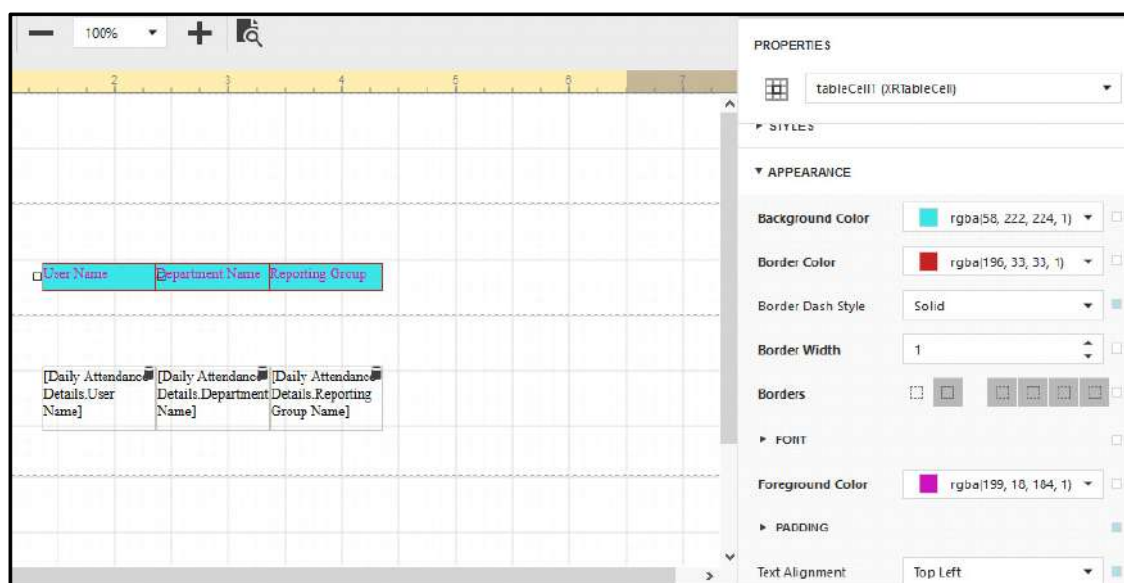 100%
2 3 4 5 6 7
User Name Department Name Reporting Group
[Daily Attendance [Daily Attendance [Daily Attendance
Details.User Details.Department Details.Reporting
Name] Name] Group Name]
PROPERTIES
tableCell1 (XRTableCell)
STYLES
APPEARANCE
Background Color rgba(58, 222, 224, 1)
Border Color rgba(196, 33, 33, 1)
Border Dash Style Solid
Border Width 1
Borders
FONT
Foreground Color rgba(199, 18, 184, 1)
PADDING
Text Alignment Top Left